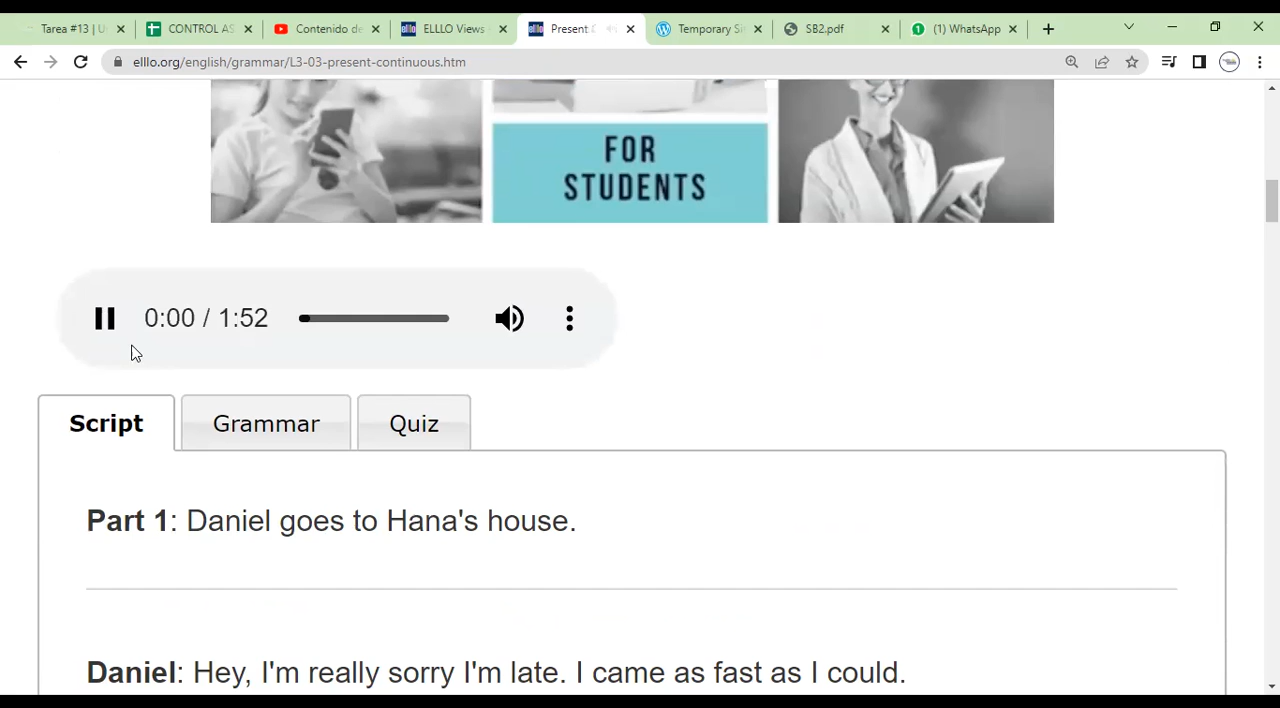 Tarea #13 | U
CONTROL AS
Contenido de
ELLLO Views
Present C
Temporary Si
SB2.pdf
(1) WhatsApp
elllo.org/english/grammar/L3-03-present-continuous.htm
FOR
STUDENTS
0:00 / 1:52
Script
Grammar
Quiz
Part 1: Daniel goes to Hana's house.
Daniel: Hey, I'm really sorry I'm late. I came as fast as I could.